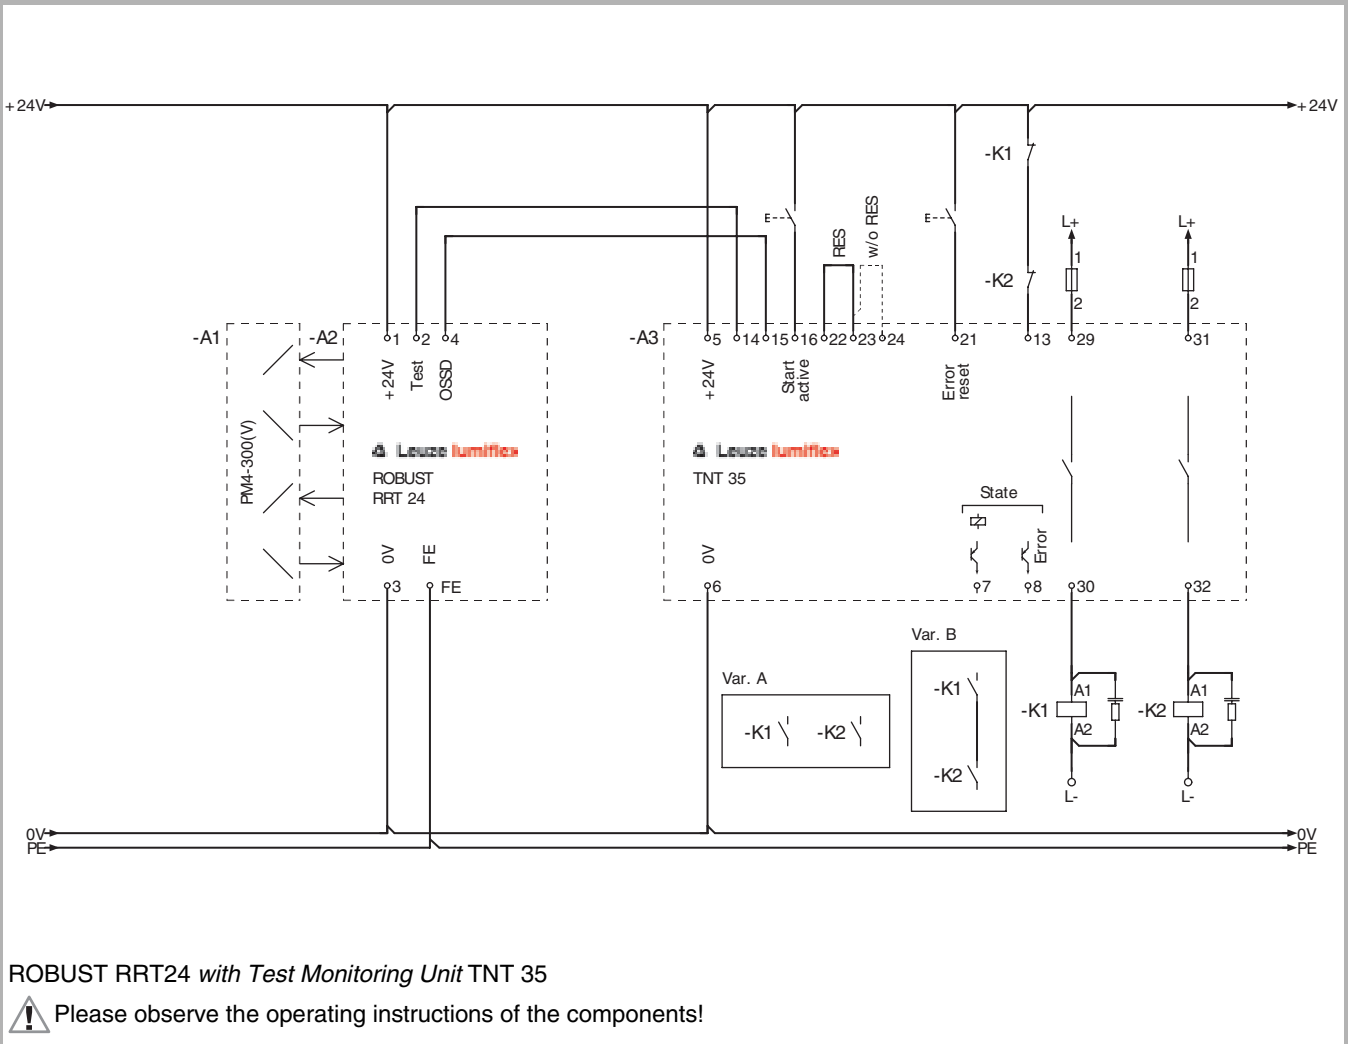 +24V +24V
-K1
RES
w/o RES
E E
L+ L+
-K2
1 1
2 2
-A1 -A2 1 2 4 -A3 5 14 15 16 22 23 24 21 13 29 31
+24V Test OSSD +24V Start active Error reset
PM4-300(V)
Leuze lumiflex Leuze lumiflex
ROBUST TNT 35
RRT 24
State
Error
0V FE 0V
3 FE 6 7 8 30 32
Var. B
Var. A
-K1
-K1 -K2
-K2
-K1 A1 A2
-K2 A1 A2
L- L-
0V 0V
PE PE
ROBUST RRT24 with Test Monitoring Unit TNT 35
Please observe the operating instructions of the components!